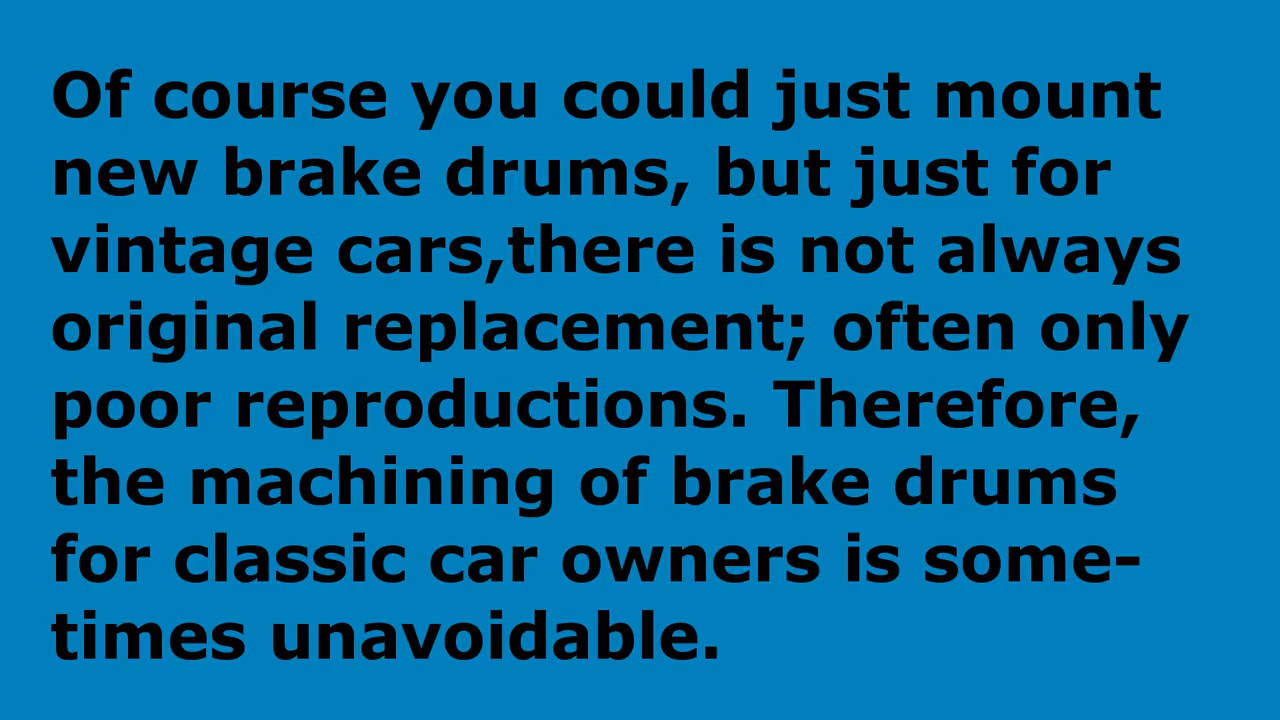 Of course you could just mount
new brake drums, but just for
vintage cars,there is not always
original replacement; often only
poor reproductions. Therefore,
the machining of brake drums
for classic car owners is some-
times unavoidable.